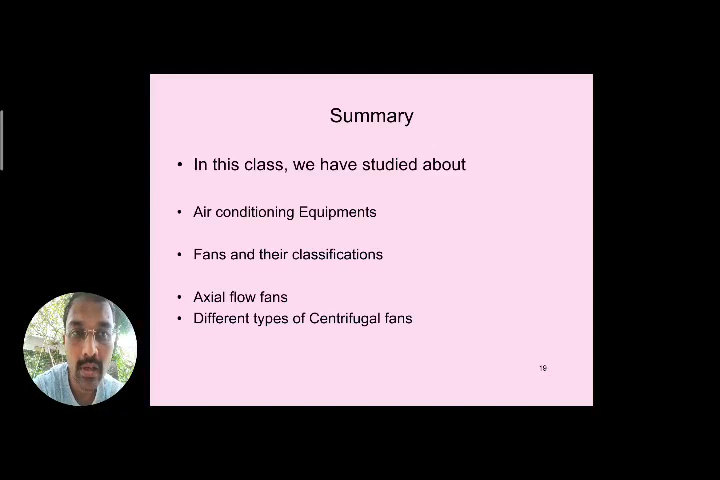 Summary
• In this class, we have studied about
• Air conditioning Equipments
• Fans and their classifications
• Axial flow fans
• Different types of Centrifugal fans
19